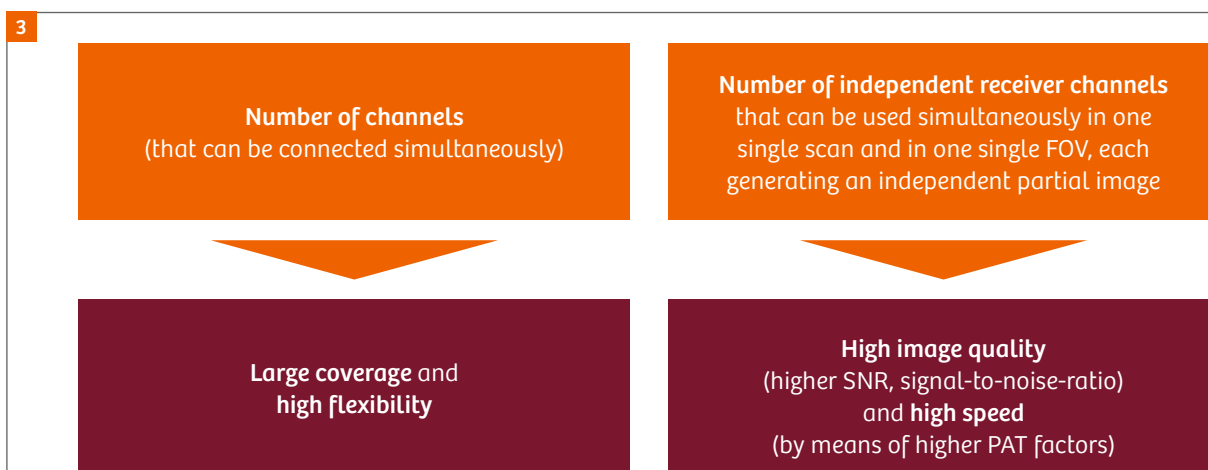 3
Number of channels
(that can be connected simultaneously)
Number of independent receiver channels
that can be used simultaneously in one
single scan and in one single FOV, each
generating an independent partial image
Large coverage and
high flexibility
High image quality
(higher SNR, signal-to-noise-ratio)
and high speed
(by means of higher PAT factors)